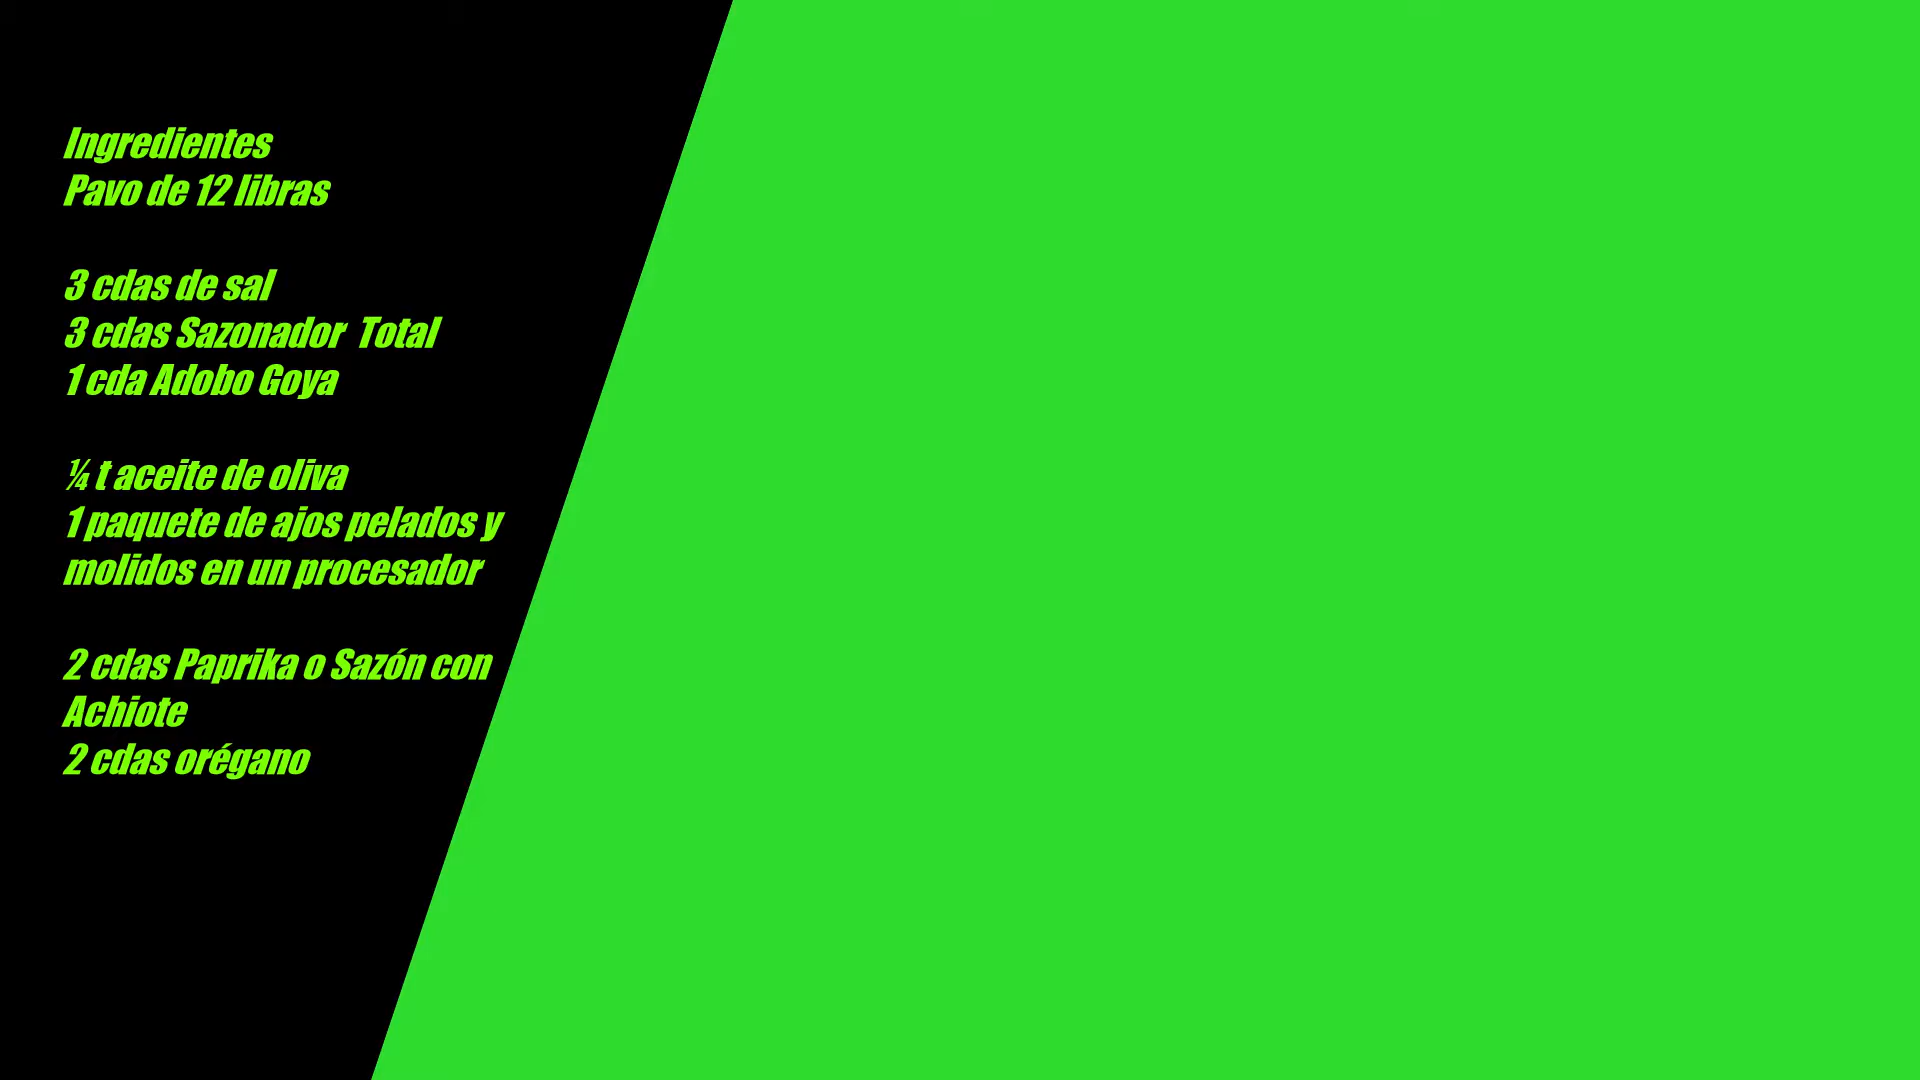 Ingredientes
Pavo de 12 libras
3 cdas de sal
3 cdas Sazonador  Total
1 cda Adobo Goya
¼ t aceite de oliva
1 paquete de ajos pelados y
molidos en un procesador
2 cdas Paprika o Sazón con
Achiote
2 cdas orégano